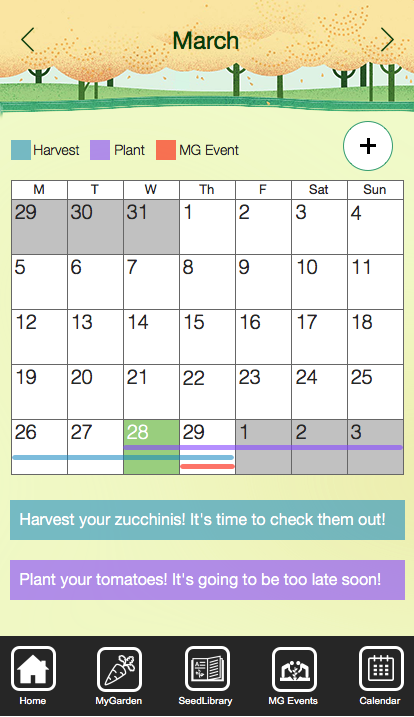 March
Harvest Plant MG Event
+
M T W Th F Sat Sun
29 30 31 1 2 3 4
5 6 7 8 9 10 11
12 13 14 15 16 17 18
19 20 21 22 23 24 25
26 27 28 29 1 2 3
Harvest your zucchinis! It's time to check them out!
Plant your tomatoes! It's going to be too late soon!
Home MyGarden SeedLibrary MG Events Calendar